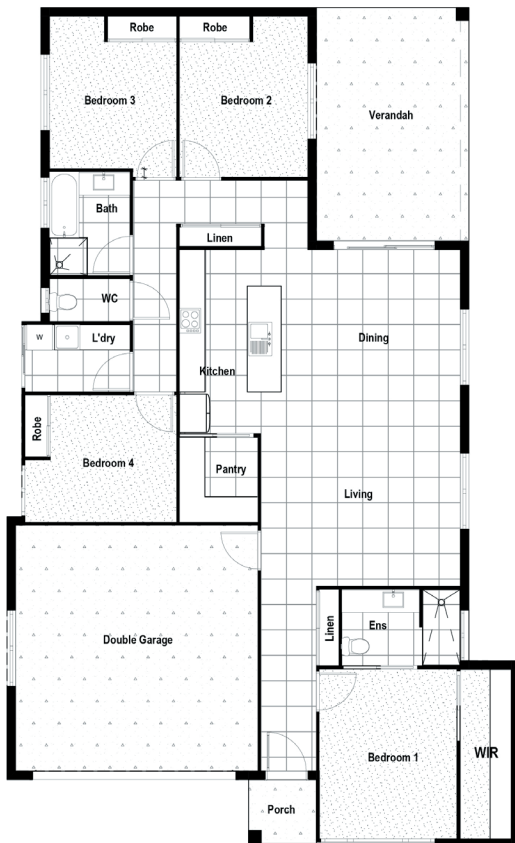 Robe
Robe
Bedroom 3
Bedroom 2
Verandah
Bath
Linen
WC
W
L'dry
Dining
Kitchen
Robe
Bedroom 4
Pantry
Living
Double Garage
Linen
Ens
Bedroom 1
WIR
Porch